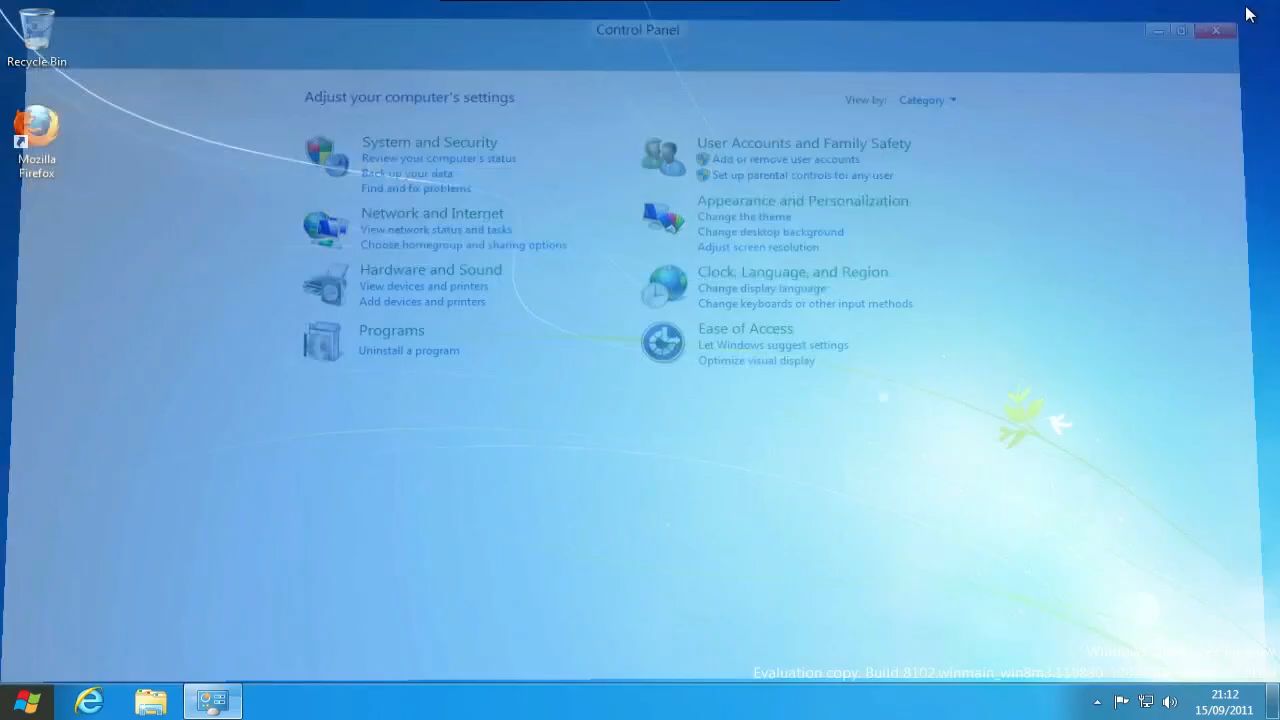 Control Panel
Recycle Bin
Mozilla
Firefox
Adjust your computer's settings
View by: Category
System and Security
Review your computer's status
Back up your data
Find and fix problems
Network and Internet
View network status and tasks
Choose homegroup and sharing options
Hardware and Sound
View devices and printers
Add devices and printers
Programs
Uninstall a program
User Accounts and Family Safety
Add or remove user accounts
Set up parental controls for any user
Appearance and Personalization
Change the theme
Change desktop background
Adjust screen resolution
Clock, Language, and Region
Change display language
Change keyboards or other input methods
Ease of Access
Let Windows suggest settings
Optimize visual display
Windows
Evaluation copy. Build 8102.winmain_win8m3.110830
21:12
15/09/2011